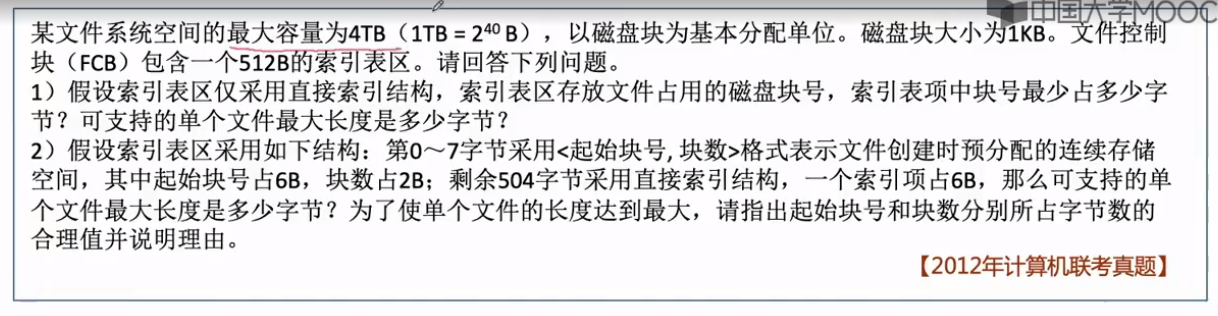 中国大学MOOC
某文件系统空间的最大容量为4TB（1TB = 2⁴⁰ B），以磁盘块为基本分配单位。磁盘块大小为1KB。文件控制
块（FCB）包含一个512B的索引表区。请回答下列问题。
1）假设索引表区仅采用直接索引结构，索引表区存放文件占用的磁盘块号，索引表项中块号最少占多少字
节？可支持的单个文件最大长度是多少字节？
2）假设索引表区采用如下结构：第0～7字节采用<起始块号, 块数>格式表示文件创建时预分配的连续存储
空间，其中起始块号占6B，块数占2B；剩余504字节采用直接索引结构，一个索引项占6B，那么可支持的单
个文件最大长度是多少字节？为了使单个文件的长度达到最大，请指出起始块号和块数分别所占字节数的
合理值并说明理由。
【2012年计算机联考真题】